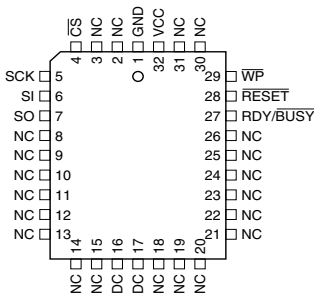 CS NC NC GND VCC NC NC
4 3 2 1 32 31 30
SCK 5 29 WP
SI 6 28 RESET
SO 7 27 RDY/BUSY
NC 8 26 NC
NC 9 25 NC
NC 10 24 NC
NC 11 23 NC
NC 12 22 NC
NC 13 21 NC
14 15 16 17 18 19 20
NC NC DC DC NC NC NC